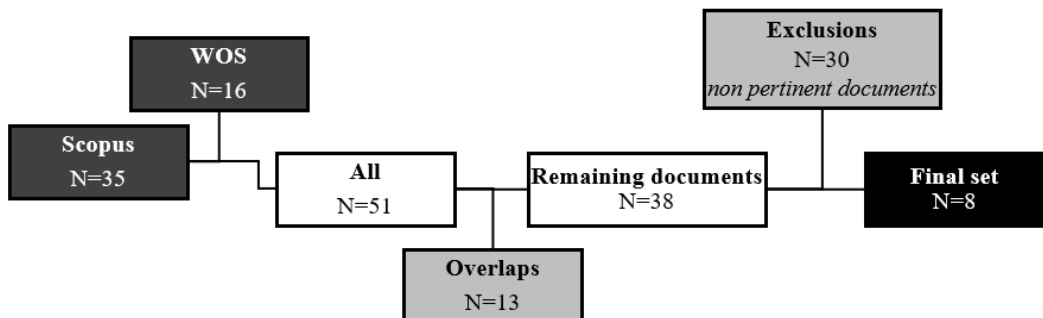 WOS
N=16
Scopus
N=35
All
N=51
Overlaps
N=13
Remaining documents
N=38
Exclusions
N=30
non pertinent documents
Final set
N=8